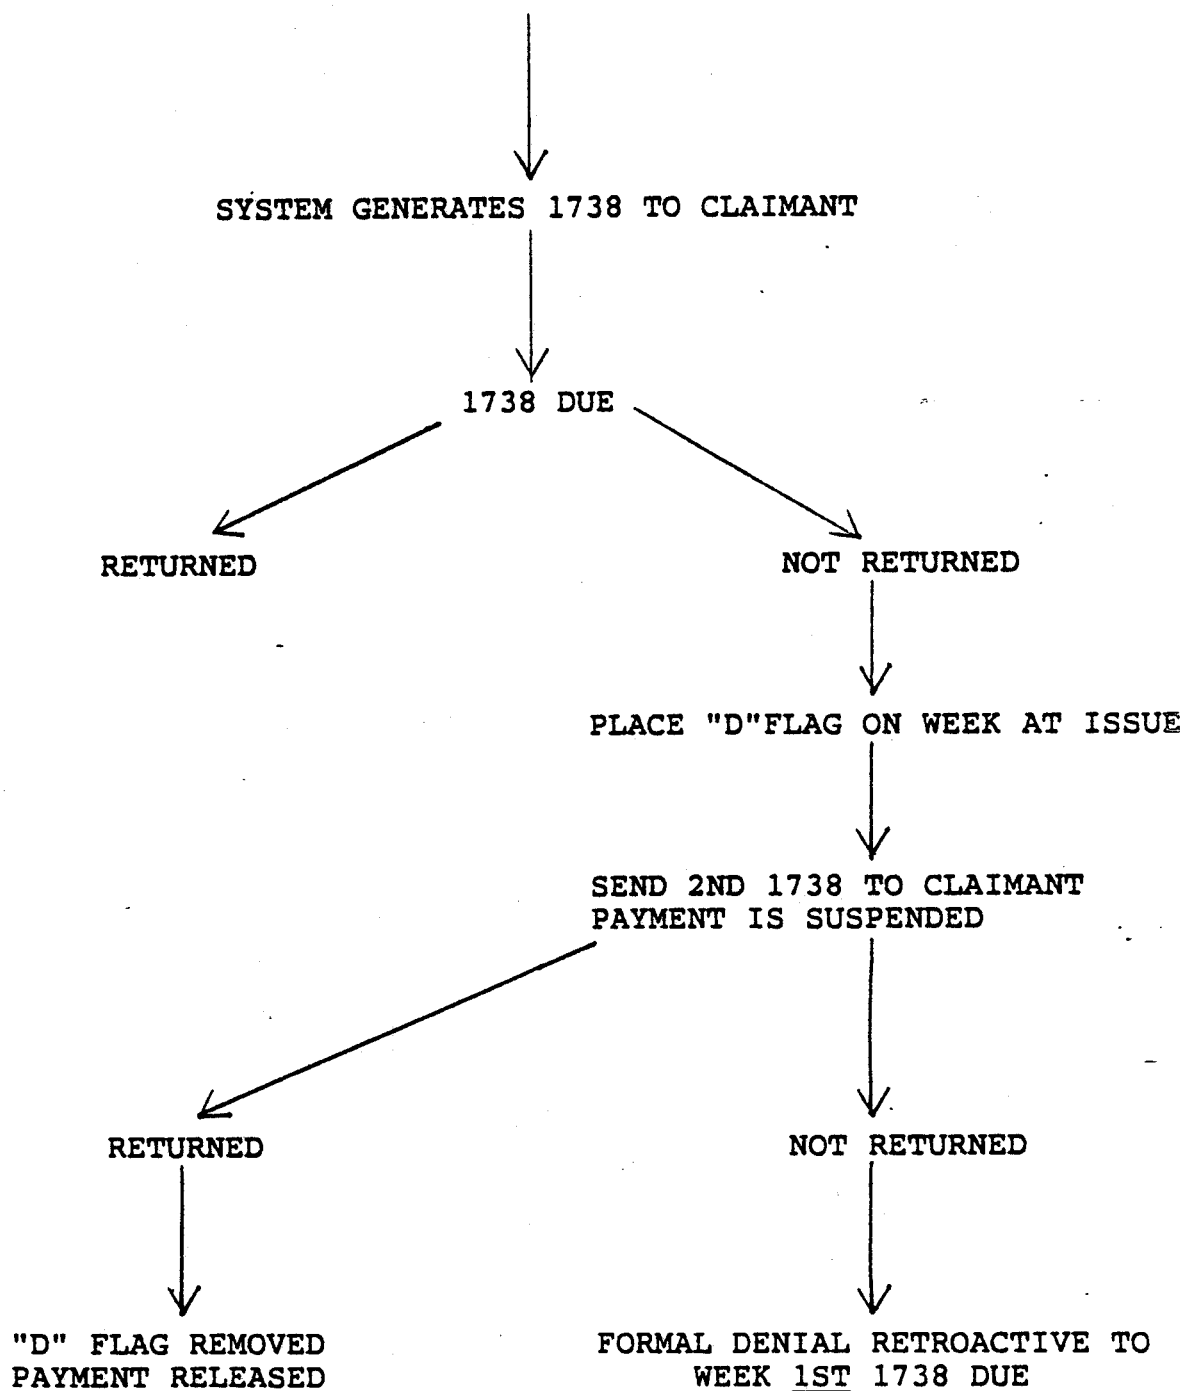 SYSTEM GENERATES 1738 TO CLAIMANT
1738 DUE
RETURNED
NOT RETURNED
PLACE "D"FLAG ON WEEK AT ISSUE
SEND 2ND 1738 TO CLAIMANT
PAYMENT IS SUSPENDED
RETURNED
NOT RETURNED
"D" FLAG REMOVED
PAYMENT RELEASED
FORMAL DENIAL RETROACTIVE TO
WEEK 1ST 1738 DUE